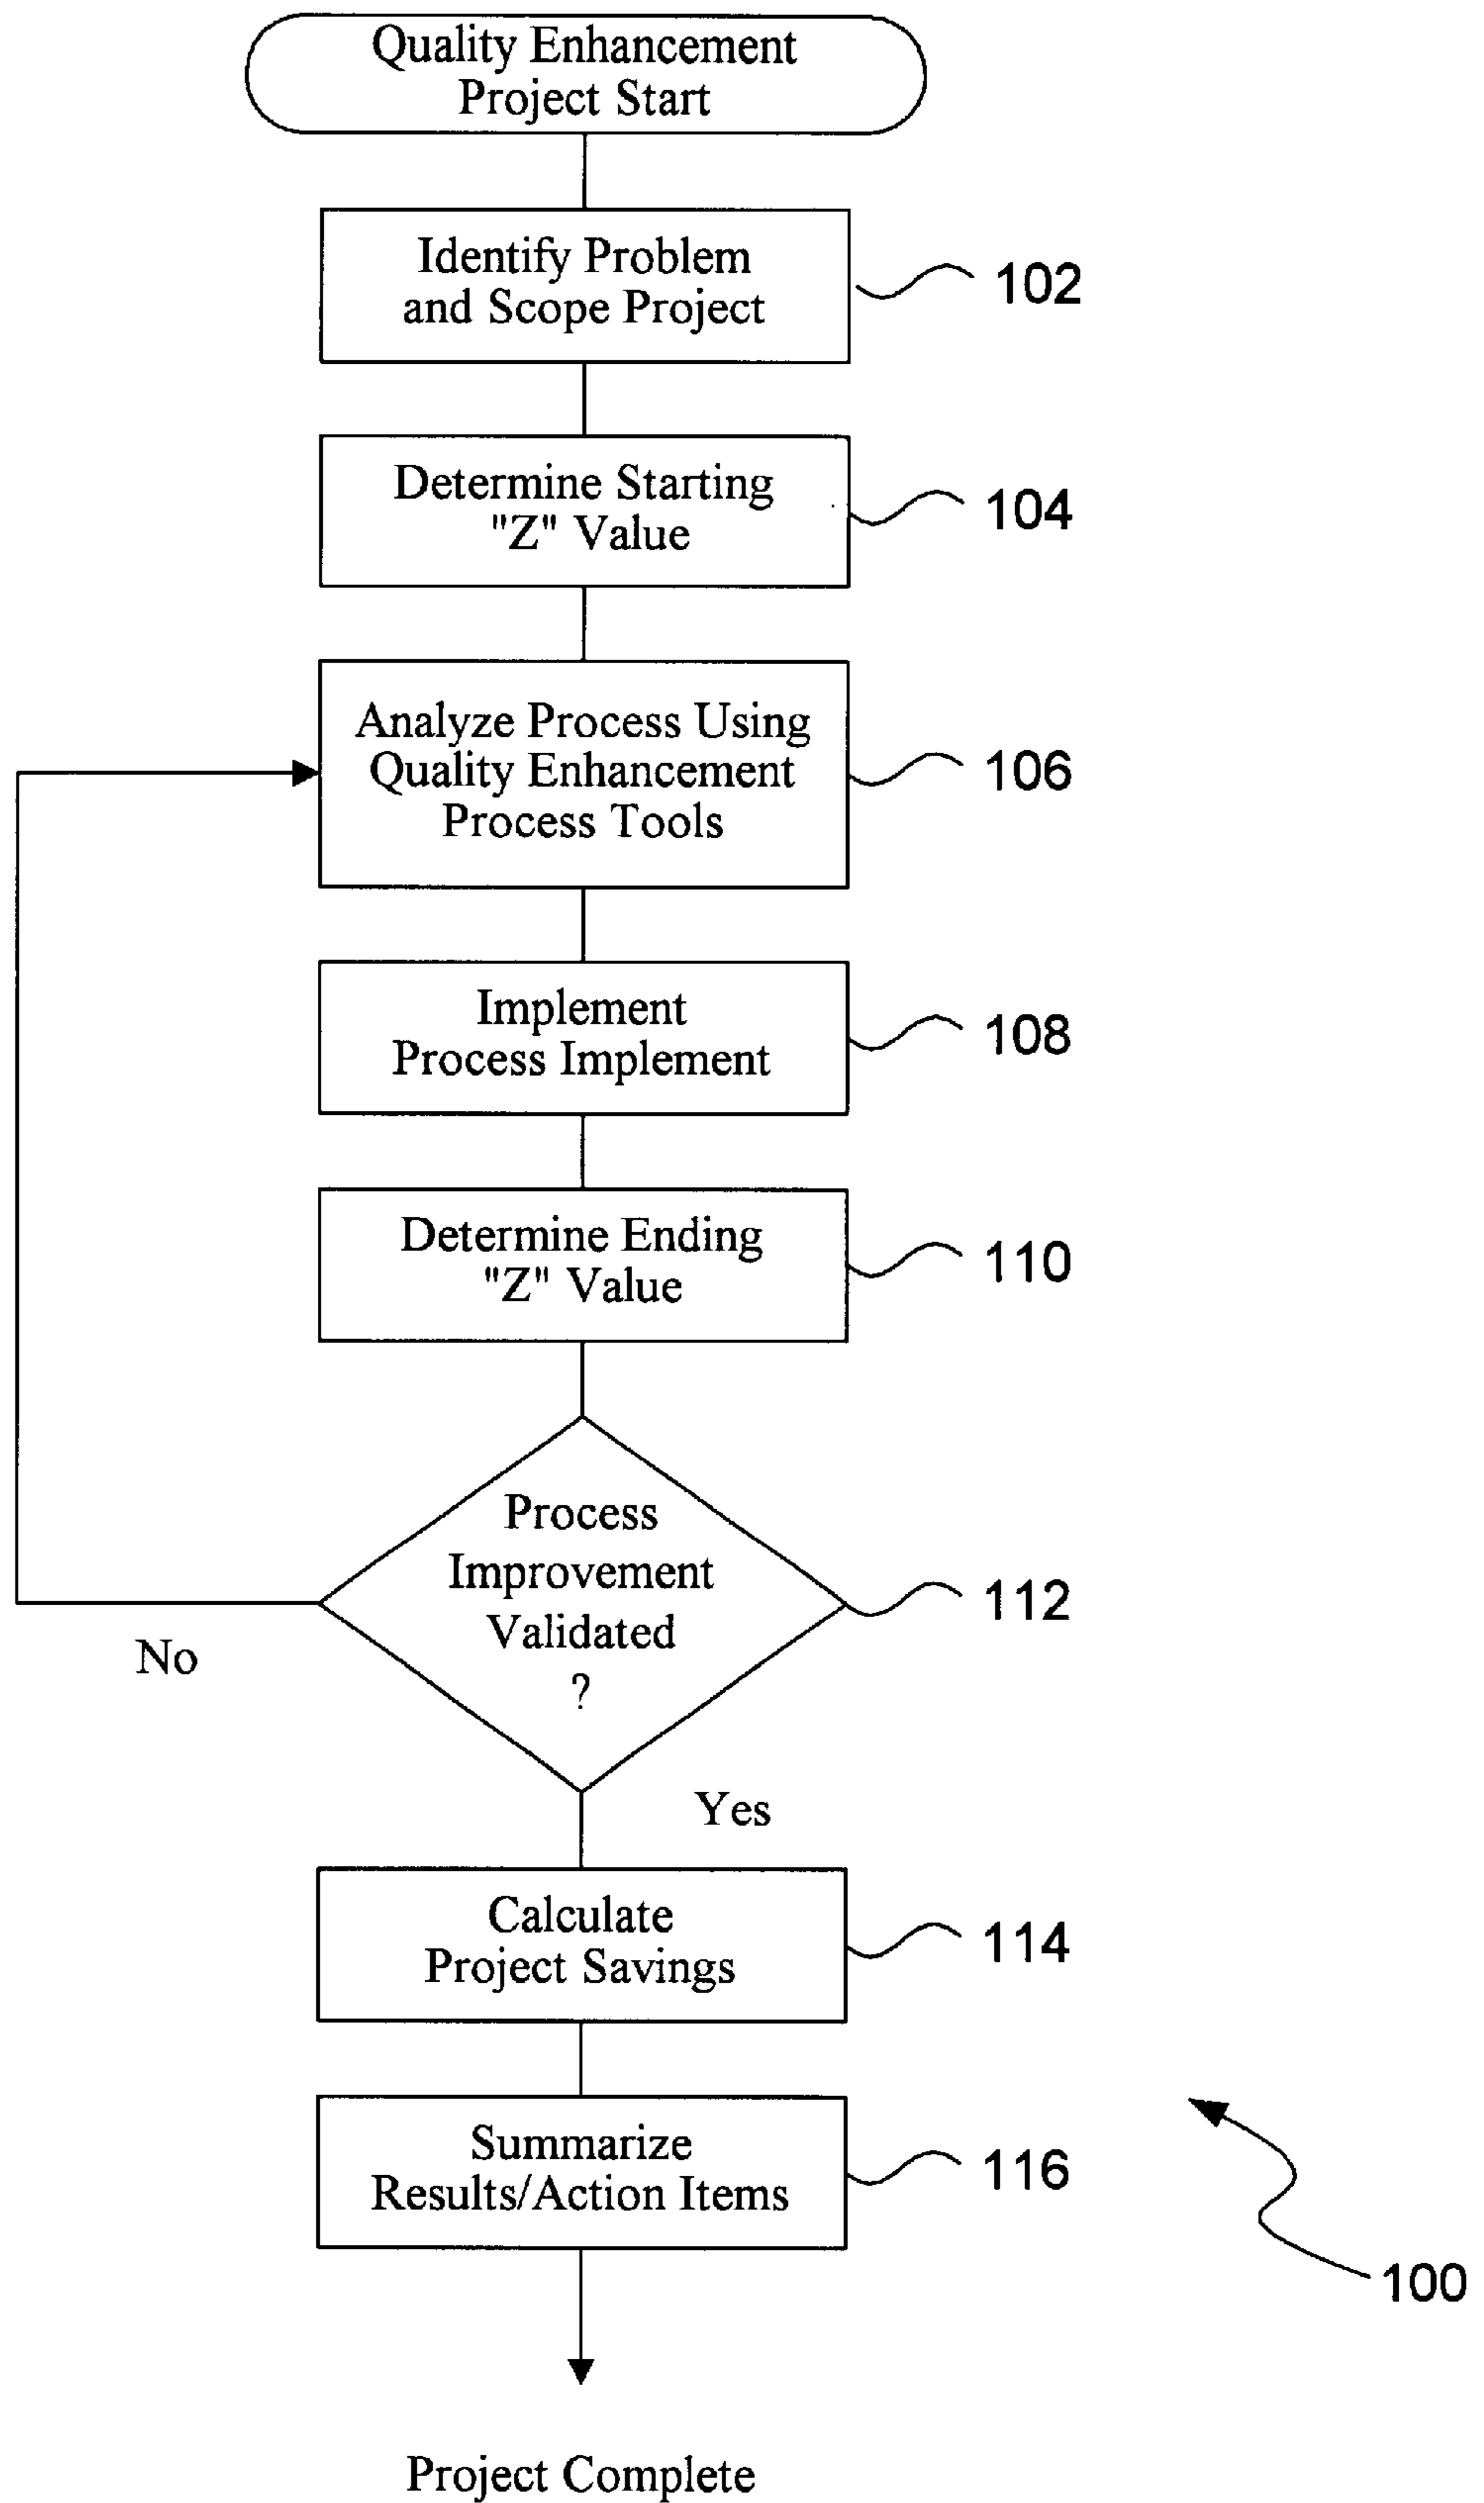 Quality Enhancement
Project Start
Identify Problem
and Scope Project
102
Determine Starting
"Z" Value
104
Analyze Process Using
Quality Enhancement
Process Tools
106
Implement
Process Implement
108
Determine Ending
"Z" Value
110
Process
Improvement
Validated
?
112
No
Yes
Calculate
Project Savings
114
Summarize
Results/Action Items
116
100
Project Complete